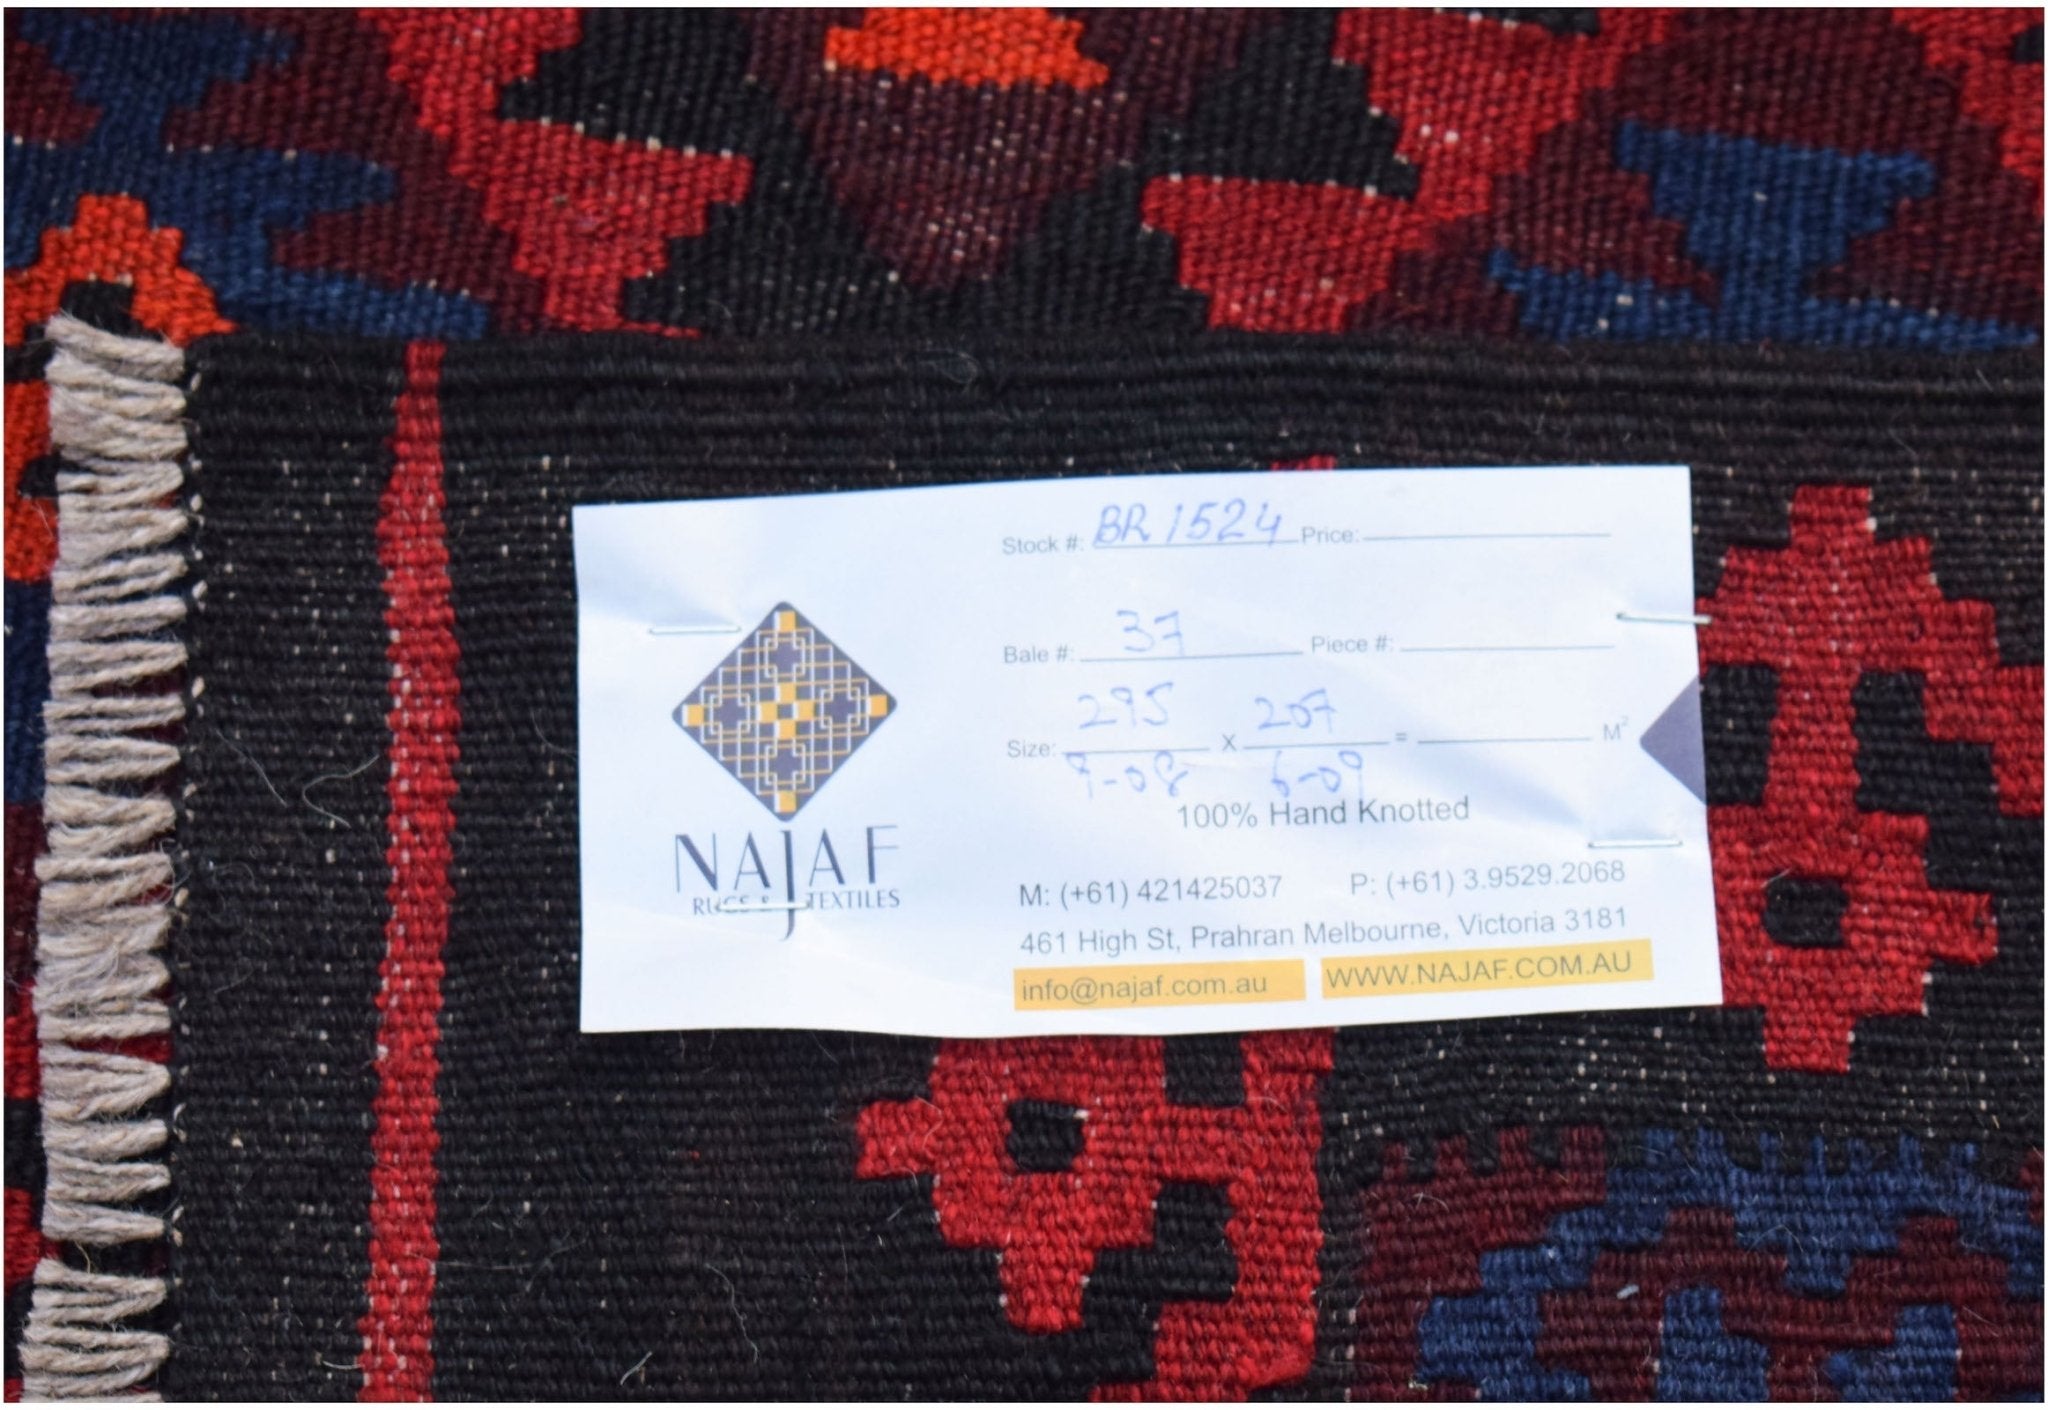 Stock #: BR 1524 Price:
Bale #: 37 Piece #:
295 207
Size: X = M²
9-08 6-09
100% Hand Knotted
NAJAF
RUGS & TEXTILES
M: (+61) 421425037 P: (+61) 3.9529.2068
461 High St, Prahran Melbourne, Victoria 3181
info@najaf.com.au WWW.NAJAF.COM.AU